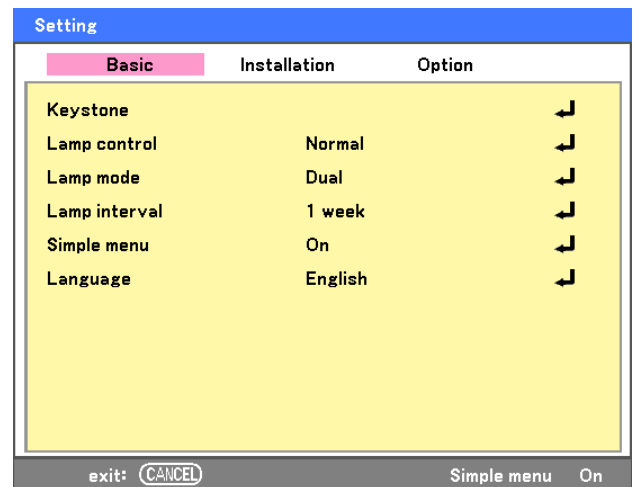 Setting
Basic Installation Option
Keystone
Lamp control Normal
Lamp mode Dual
Lamp interval 1 week
Simple menu On
Language English
exit: CANCEL Simple menu On